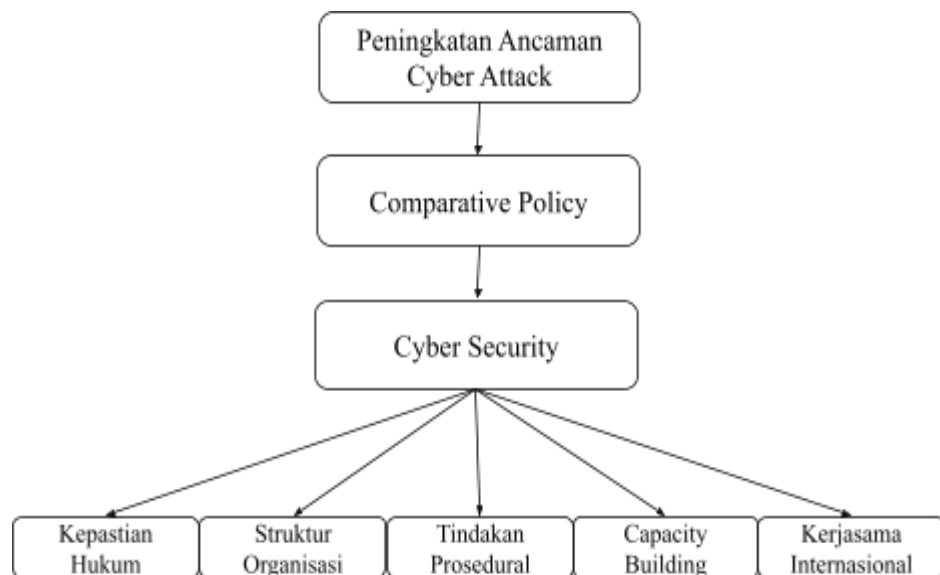 Peningkatan Ancaman
Cyber Attack
Comparative Policy
Cyber Security
Kepastian
Hukum
Struktur
Organisasi
Tindakan
Prosedural
Capacity
Building
Kerjasama
Internasional